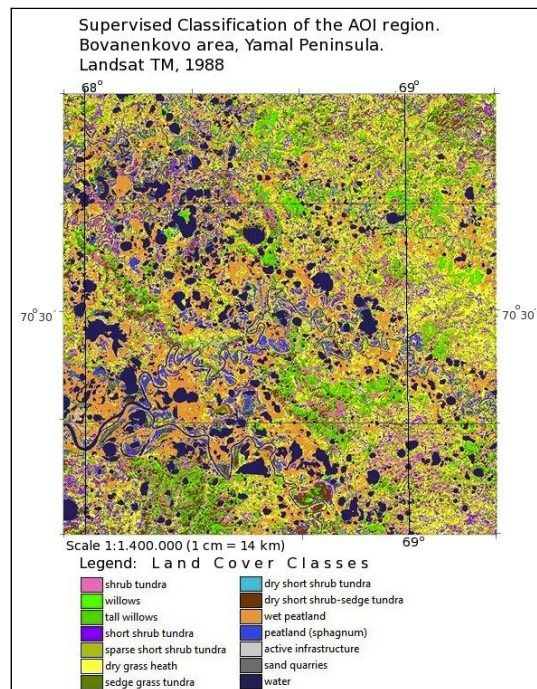 Supervised Classification of the AOI region.
Bovanenkovo area, Yamal Peninsula.
Landsat TM, 1988
68° 69°
70°30' 70°30'
69°
Scale 1:1.400.000 (1 cm = 14 km)
Legend: Land Cover Classes
shrub tundra
willows
tall willows
short shrub tundra
sparse short shrub tundra
dry grass heath
sedge grass tundra
dry short shrub tundra
dry short shrub-sedge tundra
wet peatland
peatland (sphagnum)
active infrastructure
sand quarries
water